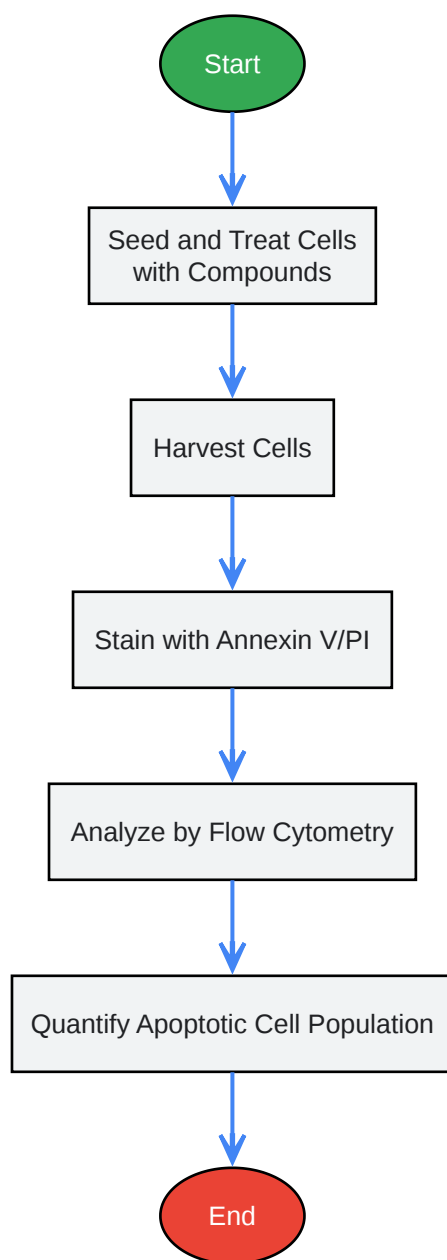 Start
Seed and Treat Cells
with Compounds
Harvest Cells
Stain with Annexin V/PI
Analyze by Flow Cytometry
Quantify Apoptotic Cell Population
End